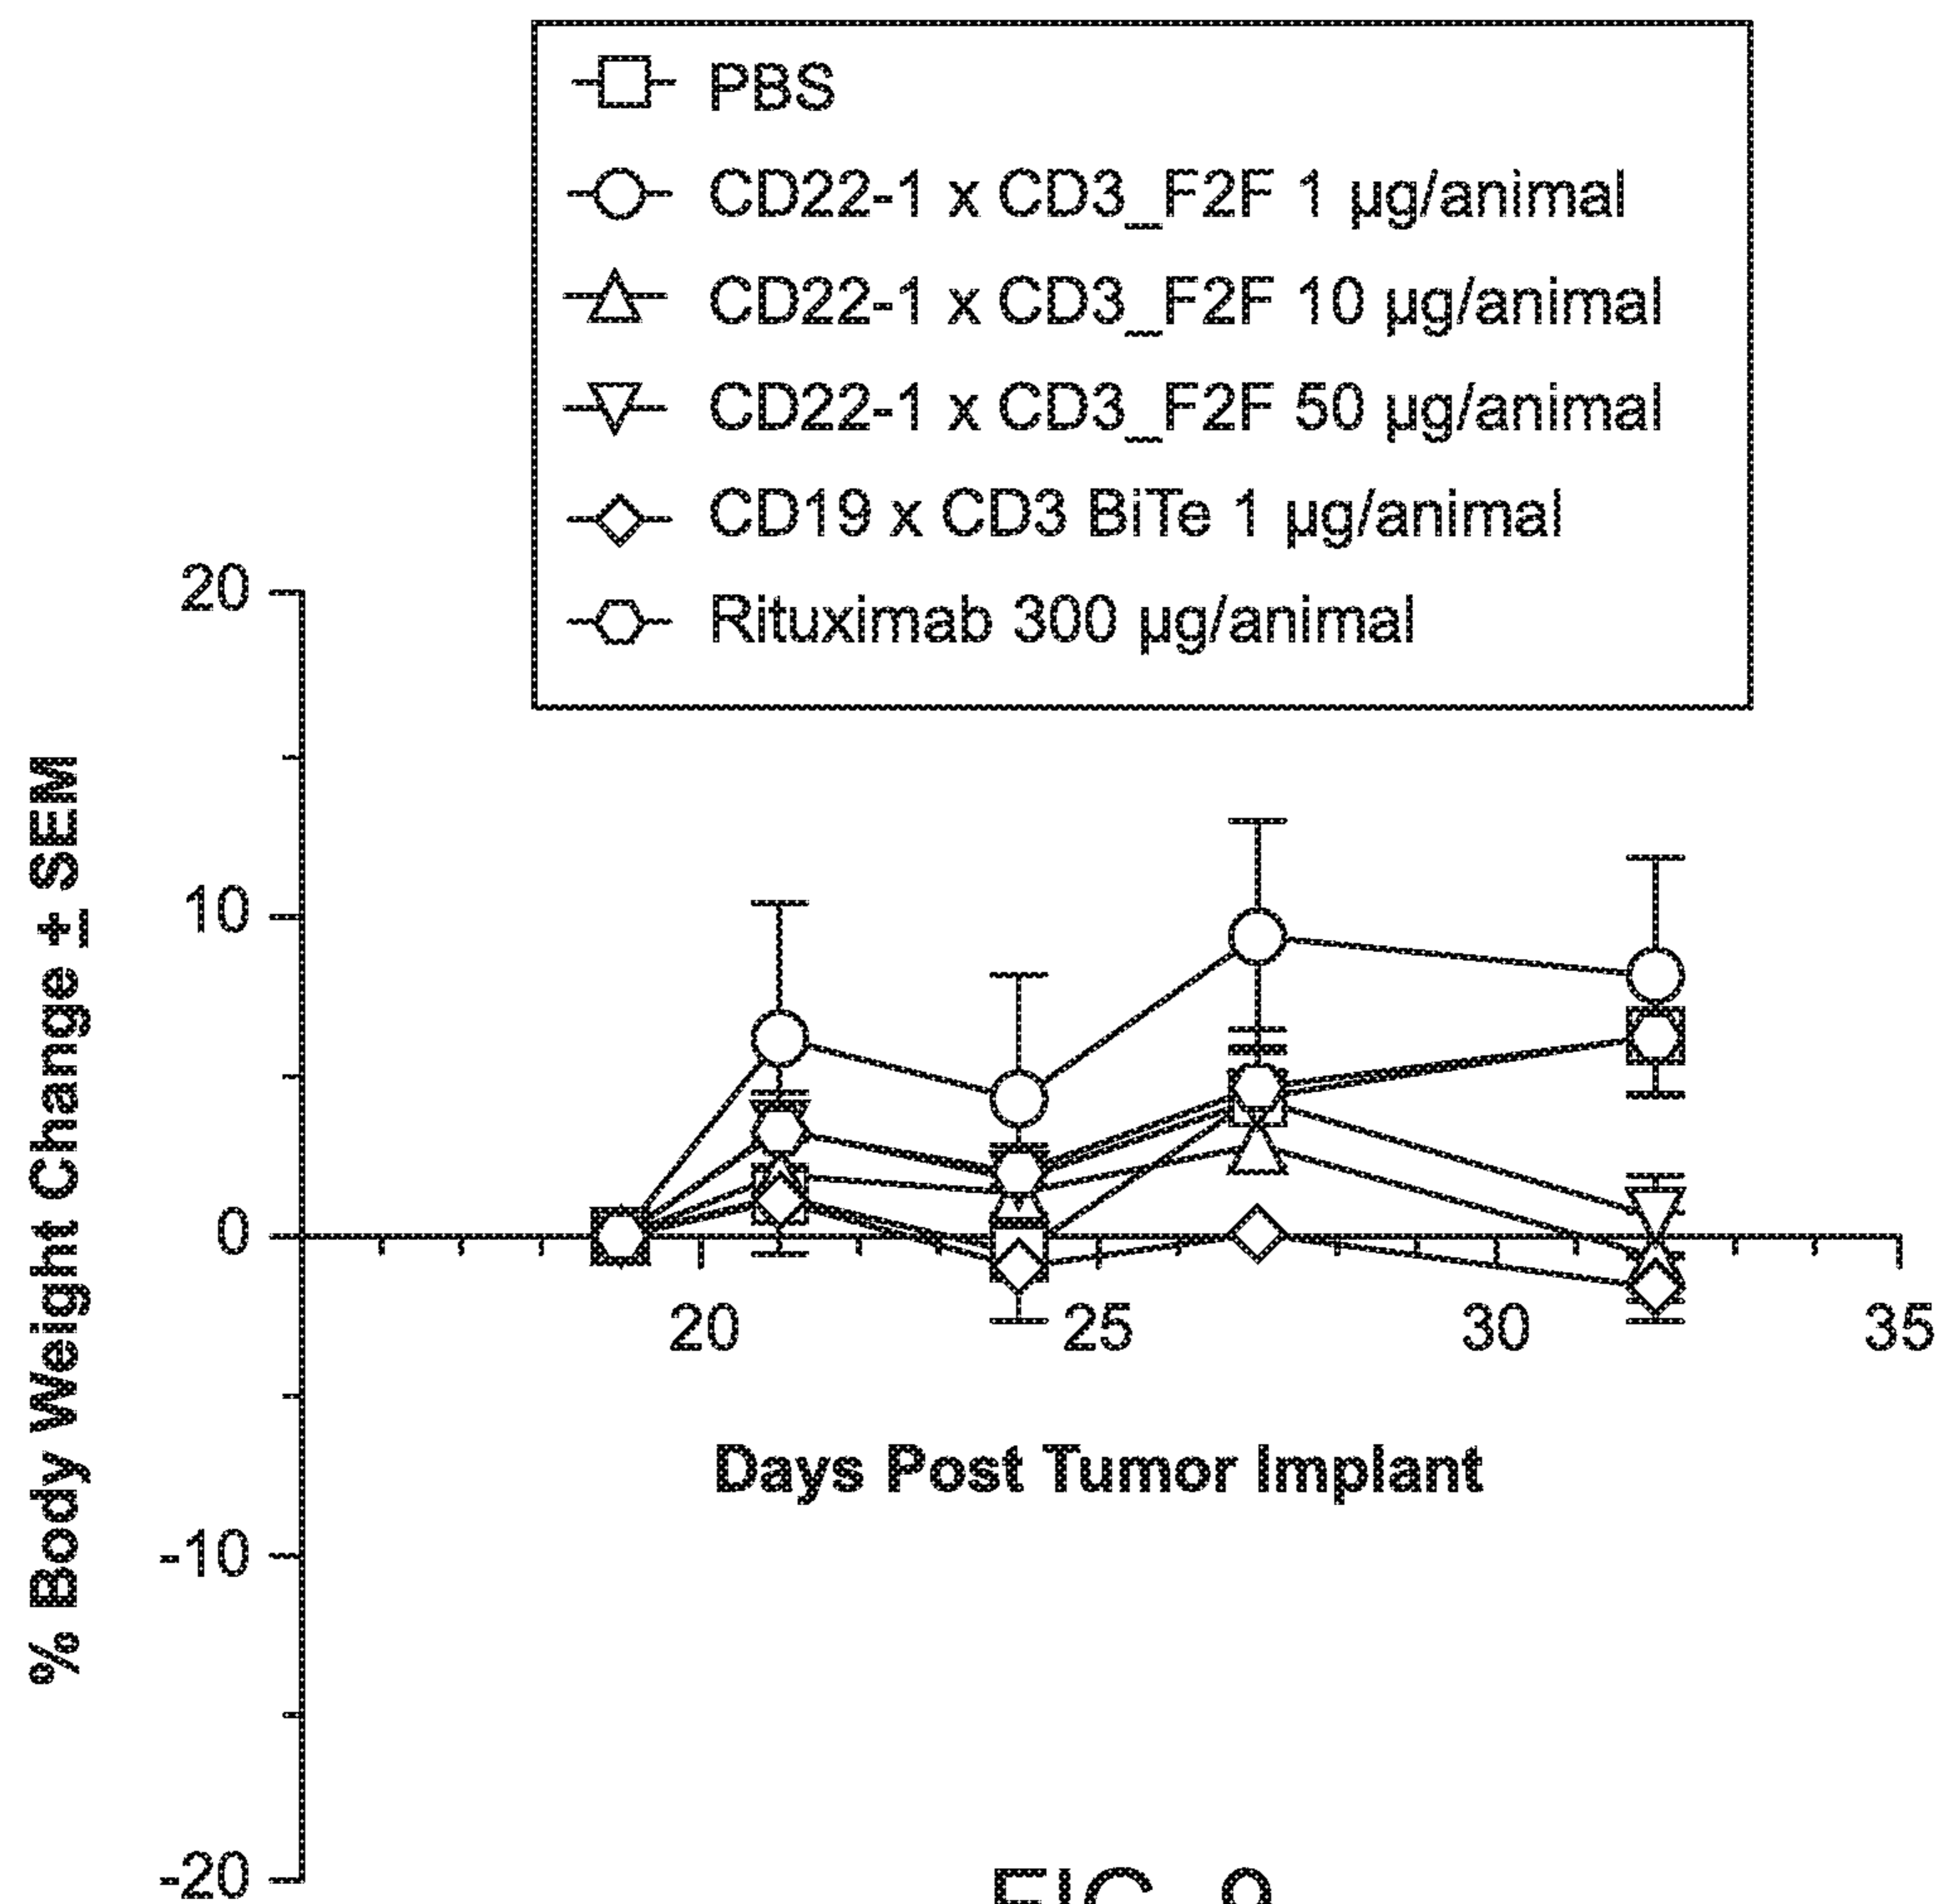 PBS
CD22-1 x CD3_F2F 1 µg/animal
CD22-1 x CD3_F2F 10 µg/animal
CD22-1 x CD3_F2F 50 µg/animal
CD19 x CD3 BiTe 1 µg/animal
Rituximab 300 µg/animal
% Body Weight Change ± SEM
20
10
0
-10
-20
20
25
30
35
Days Post Tumor Implant
FIG. 9